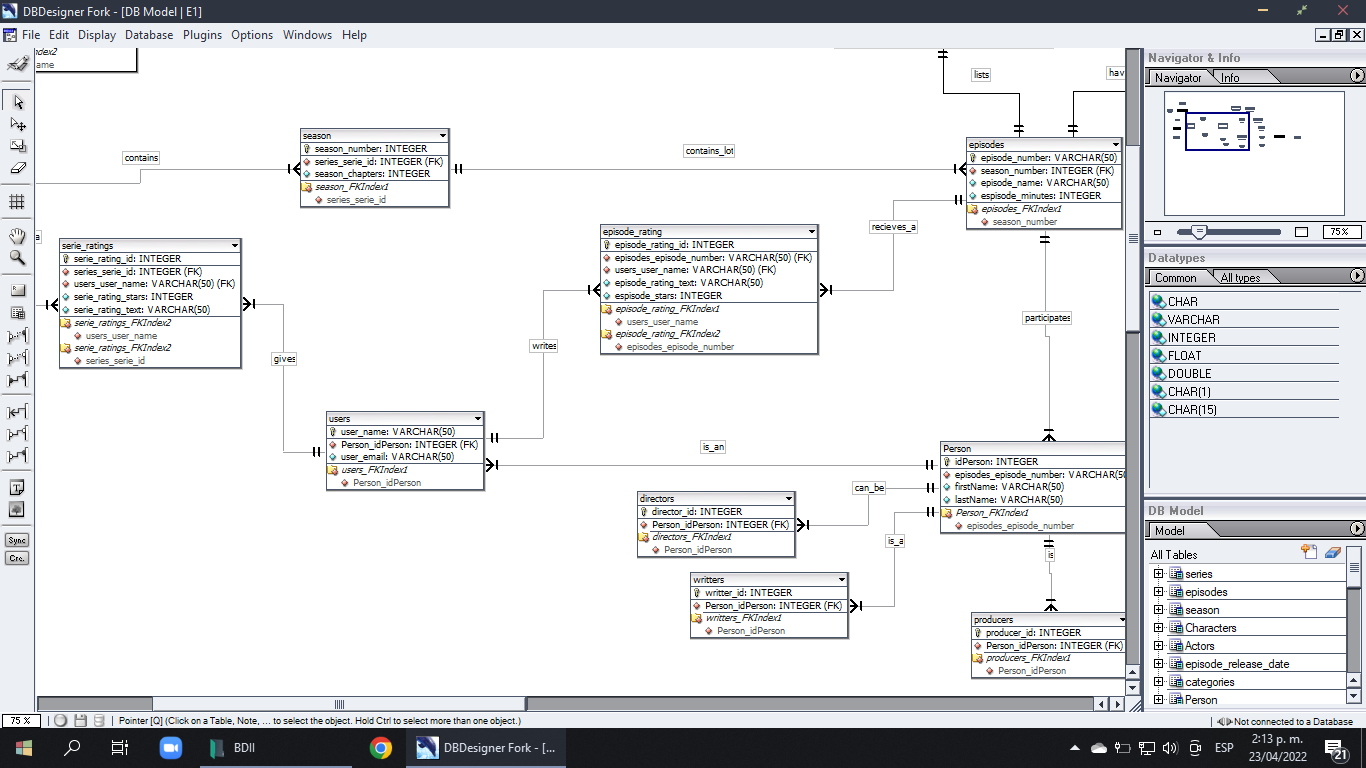 DBDesigner Fork - [DB Model | E1]
File Edit Display Database Plugins Options Windows Help
ndex2
ame
lists
hav
contains
season
season_number: INTEGER
series_serie_id: INTEGER (FK)
season_chapters: INTEGER
season_FKIndex1
series_serie_id
contains_lot
episodes
episode_number: VARCHAR(50)
season_number: INTEGER (FK)
episode_name: VARCHAR(50)
espisode_minutes: INTEGER
episodes_FKIndex1
season_number
a
serie_ratings
serie_rating_id: INTEGER
series_serie_id: INTEGER (FK)
users_user_name: VARCHAR(50) (FK)
serie_rating_stars: INTEGER
serie_rating_text: VARCHAR(50)
serie_ratings_FKIndex2
users_user_name
serie_ratings_FKIndex2
series_serie_id
episode_rating
episode_rating_id: INTEGER
episodes_episode_number: VARCHAR(50) (FK)
users_user_name: VARCHAR(50) (FK)
episode_rating_text: VARCHAR(50)
espisode_stars: INTEGER
episode_rating_FKIndex1
users_user_name
episode_rating_FKIndex2
episodes_episode_number
recieves_a
participates
gives
writes
users
user_name: VARCHAR(50)
Person_idPerson: INTEGER (FK)
user_email: VARCHAR(50)
users_FKIndex1
Person_idPerson
is_an
Person
idPerson: INTEGER
episodes_episode_number: VARCHAR(50
firstName: VARCHAR(50)
lastName: VARCHAR(50)
Person_FKIndex1
episodes_episode_number
can_be
directors
director_id: INTEGER
Person_idPerson: INTEGER (FK)
directors_FKIndex1
Person_idPerson
is_a
is
writters
writter_id: INTEGER
Person_idPerson: INTEGER (FK)
writters_FKIndex1
Person_idPerson
producers
producer_id: INTEGER
Person_idPerson: INTEGER (FK)
producers_FKIndex1
Person_idPerson
Sync
Cre.
Navigator & Info
Navigator Info
75%
Datatypes
Common All types
CHAR
VARCHAR
INTEGER
FLOAT
DOUBLE
CHAR(1)
CHAR(15)
DB Model
Model
All Tables
series
episodes
season
Characters
Actors
episode_release_date
categories
Person
75 % Pointer [Q] (Click on a Table, Note, ... to select the object. Hold Ctrl to select more than one object.) Not connected to a Database
BDII
DBDesigner Fork - [...
ESP
2:13 p. m.
23/04/2022
21